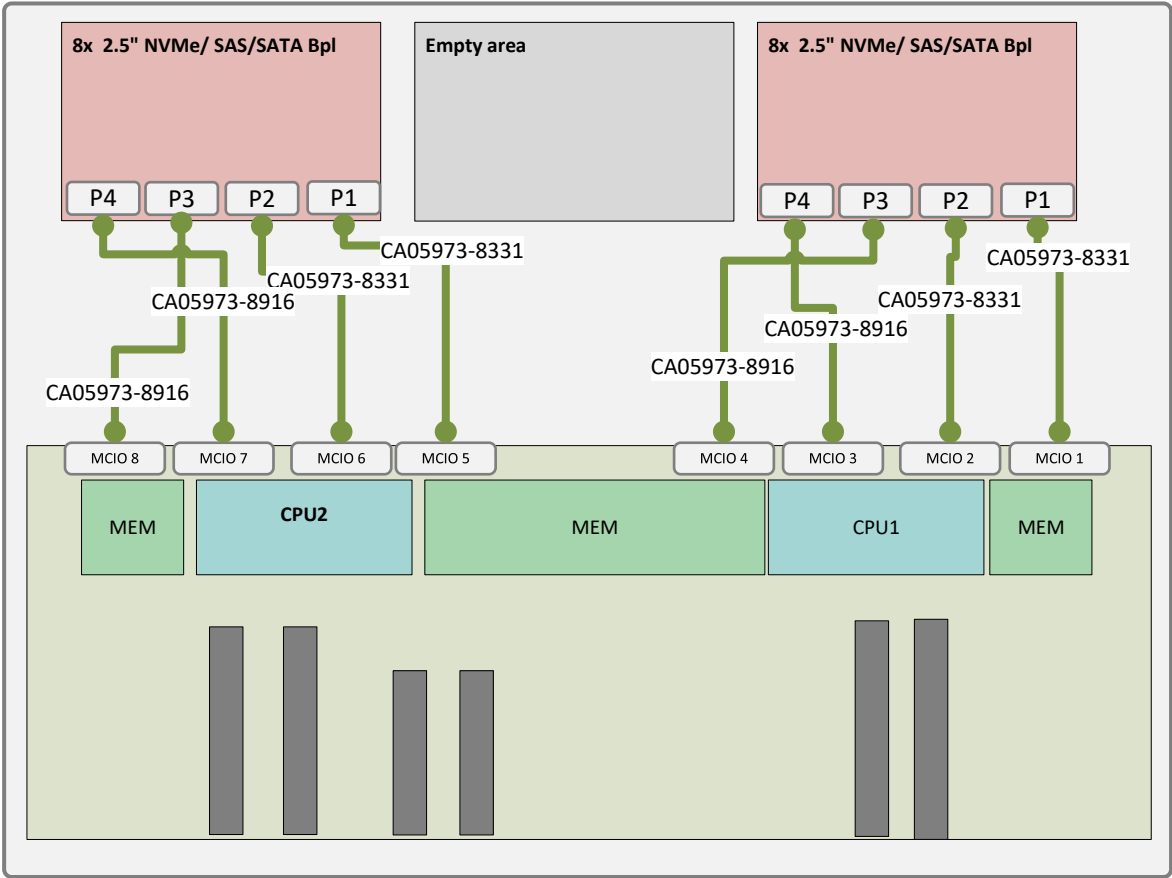 8x 2.5" NVMe/ SAS/SATA Bpl
Empty area
8x 2.5" NVMe/ SAS/SATA Bpl
P4
P3
P2
P1
P4
P3
P2
P1
CA05973-8331
CA05973-8331
CA05973-8331
CA05973-8916
CA05973-8331
CA05973-8916
CA05973-8916
CA05973-8916
MCIO 8
MCIO 7
MCIO 6
MCIO 5
MCIO 4
MCIO 3
MCIO 2
MCIO 1
MEM
CPU2
MEM
CPU1
MEM